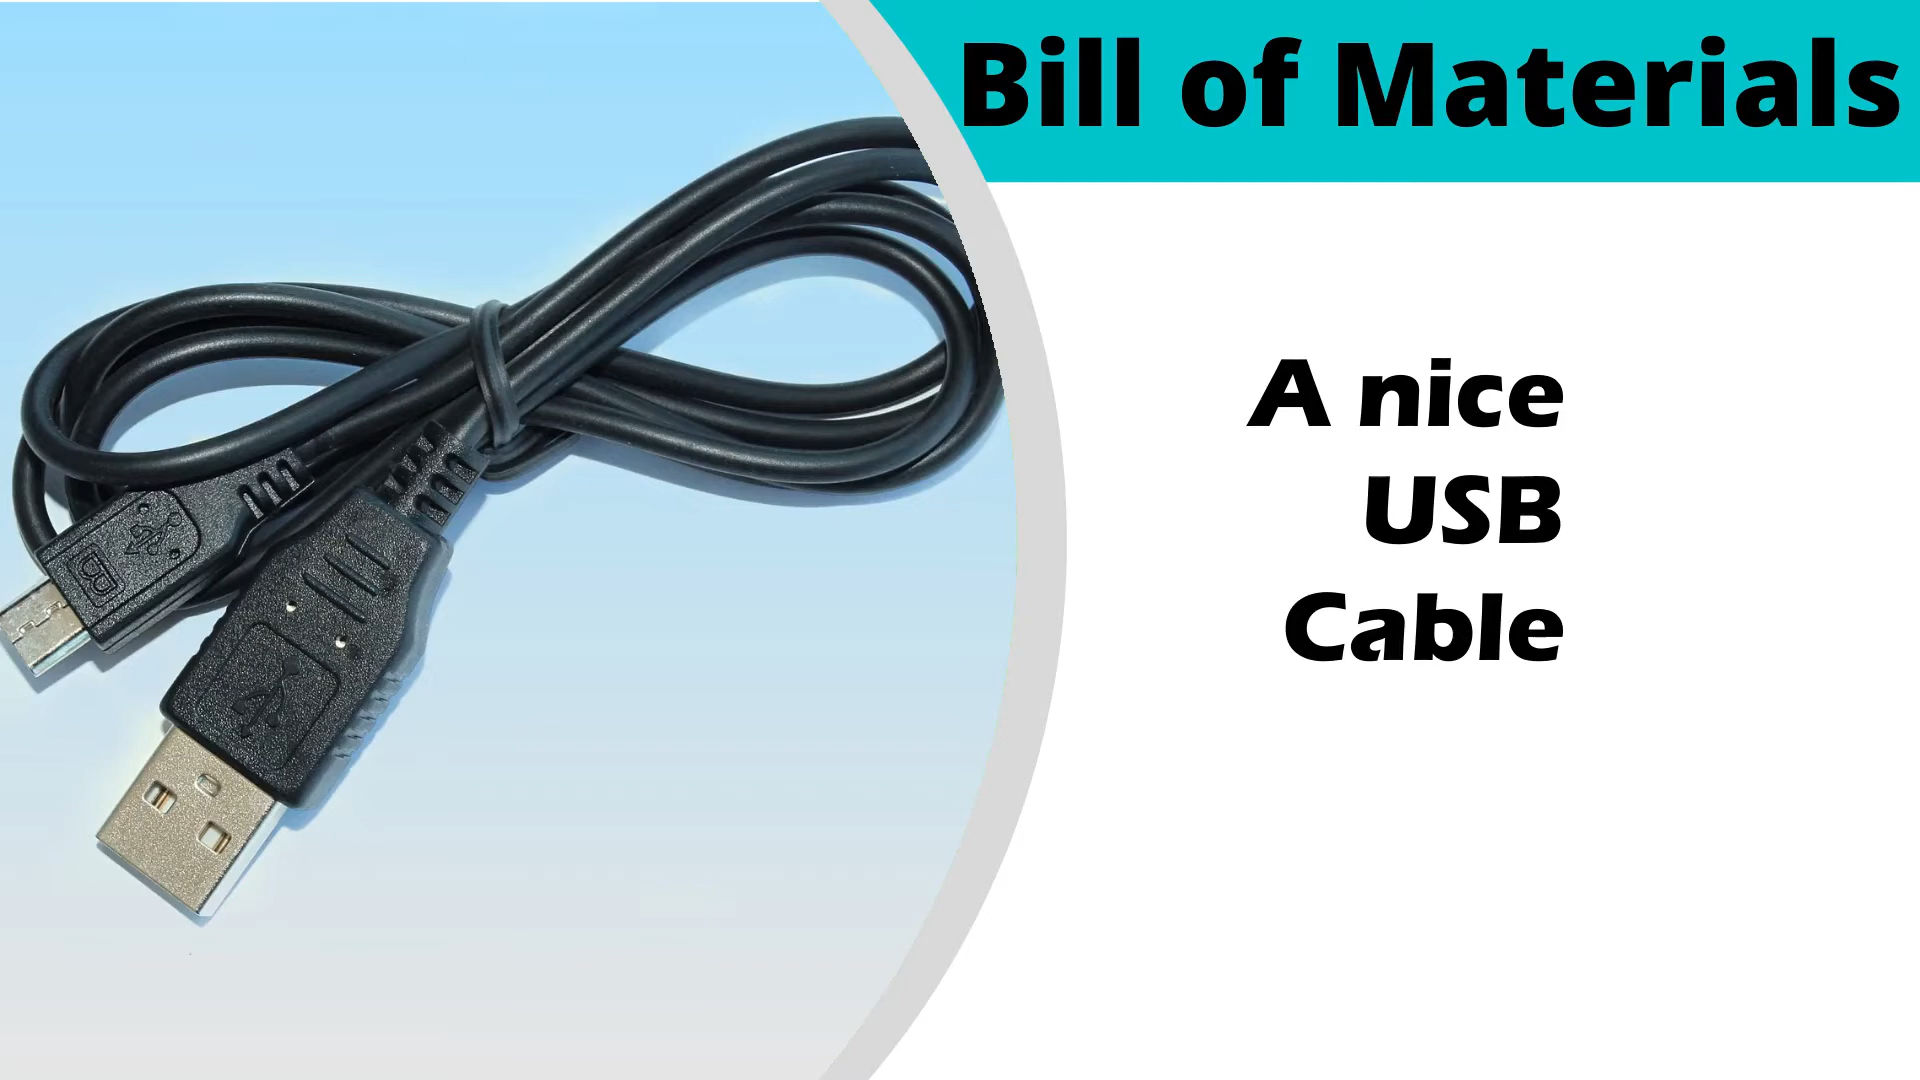 Bill of Materials
A nice
USB
Cable
B